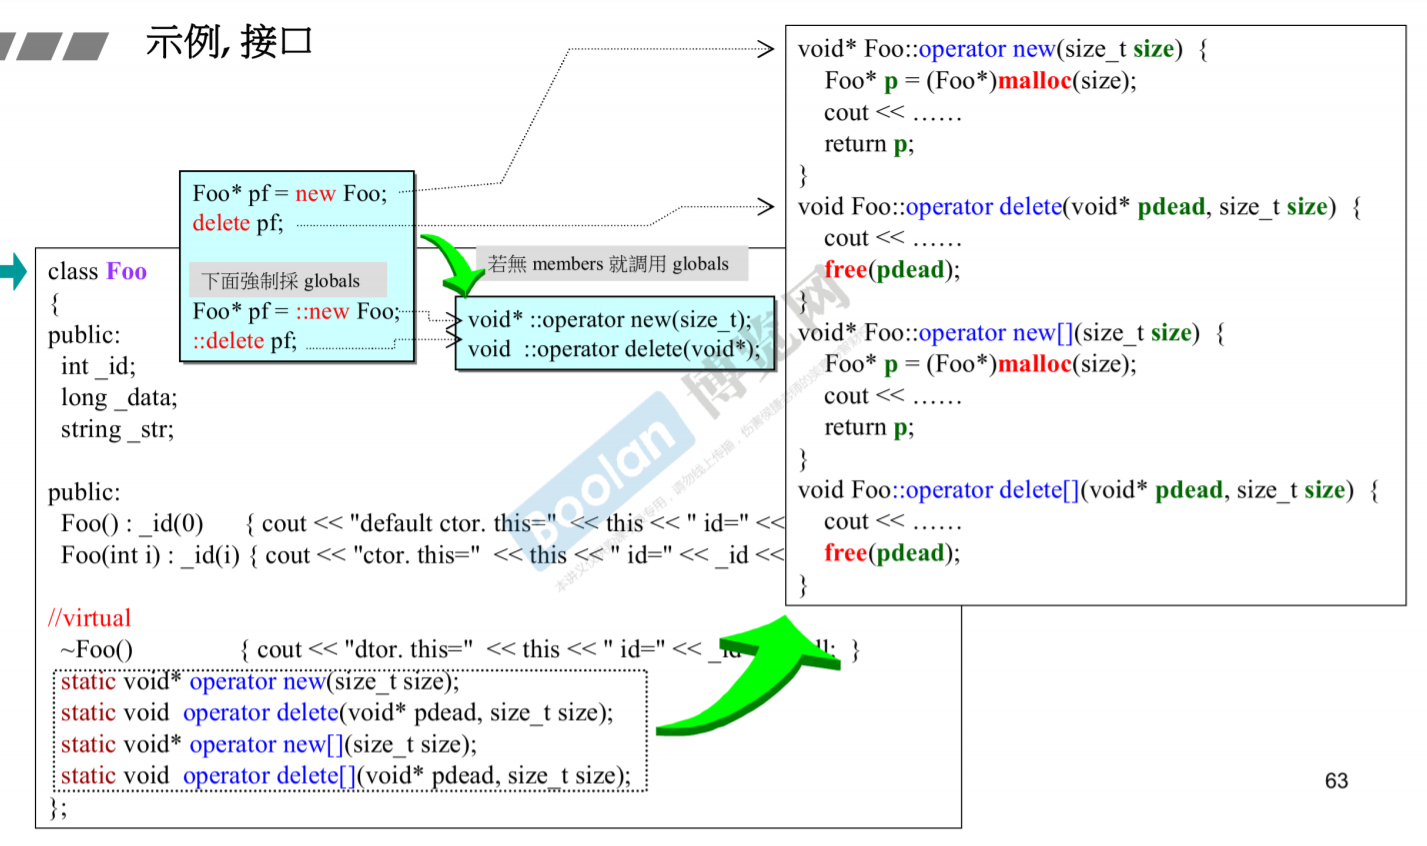 示例, 接口
void* Foo::operator new(size_t size) {
Foo* p = (Foo*)malloc(size);
cout << ……
return p;
}
void Foo::operator delete(void* pdead, size_t size) {
cout << ……
free(pdead);
}
void* Foo::operator new[](size_t size) {
Foo* p = (Foo*)malloc(size);
cout << ……
return p;
}
void Foo::operator delete[](void* pdead, size_t size) {
cout << ……
free(pdead);
}
Foo* pf = new Foo;
delete pf;
下面強制採 globals
Foo* pf = ::new Foo;
::delete pf;
若無 members 就調用 globals
void* ::operator new(size_t);
void ::operator delete(void*);
class Foo
{
public:
int _id;
long _data;
string _str;
public:
Foo() : _id(0) { cout << "default ctor. this=" << this << " id=" <<
Foo(int i) : _id(i) { cout << "ctor. this=" << this << " id=" << _id <<
//virtual
~Foo() { cout << "dtor. this=" << this << " id=" << _id }
static void* operator new(size_t size);
static void operator delete(void* pdead, size_t size);
static void* operator new[](size_t size);
static void operator delete[](void* pdead, size_t size);
};
Boolan
博览网
63